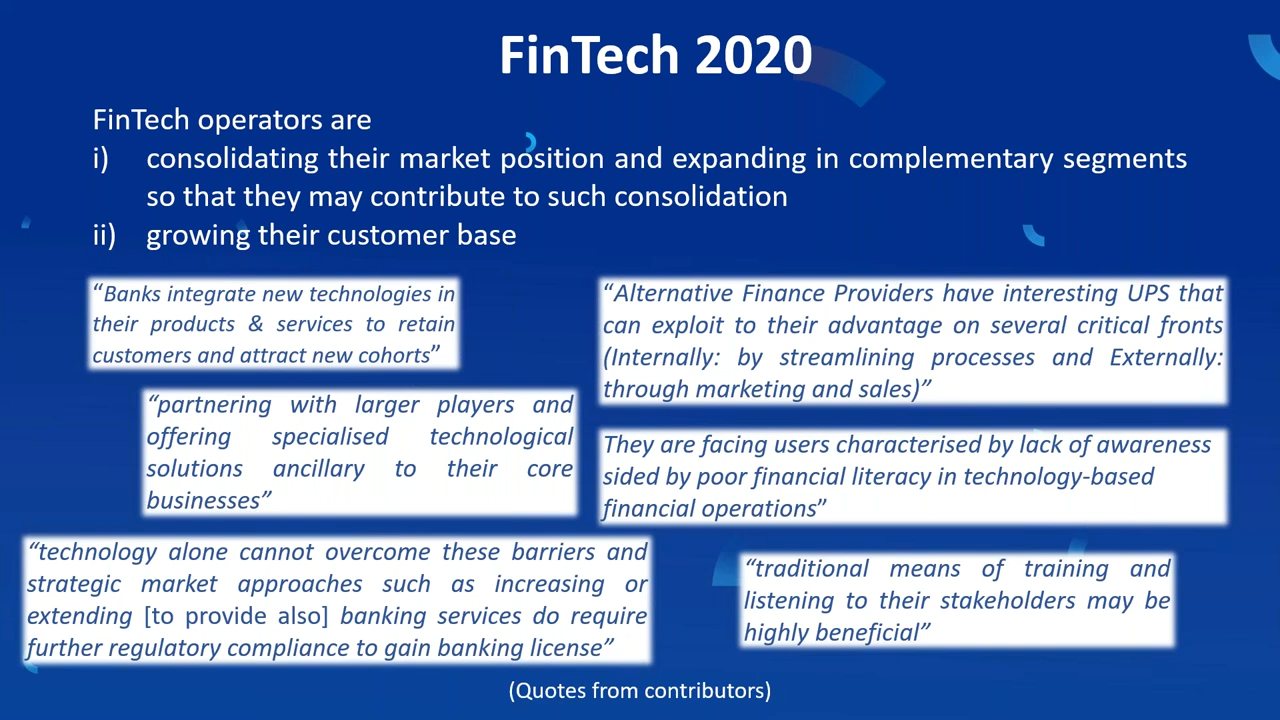 FinTech 2020
FinTech operators are
i) consolidating their market position and expanding in complementary segments
so that they may contribute to such consolidation
ii) growing their customer base
“Banks integrate new technologies in
their products & services to retain
customers and attract new cohorts”
“Alternative Finance Providers have interesting UPS that
can exploit to their advantage on several critical fronts
(Internally: by streamlining processes and Externally:
through marketing and sales)”
“partnering with larger players and
offering specialised technological
solutions ancillary to their core
businesses”
They are facing users characterised by lack of awareness
sided by poor financial literacy in technology-based
financial operations”
“technology alone cannot overcome these barriers and
strategic market approaches such as increasing or
extending [to provide also] banking services do require
further regulatory compliance to gain banking license”
“traditional means of training and
listening to their stakeholders may be
highly beneficial”
(Quotes from contributors)